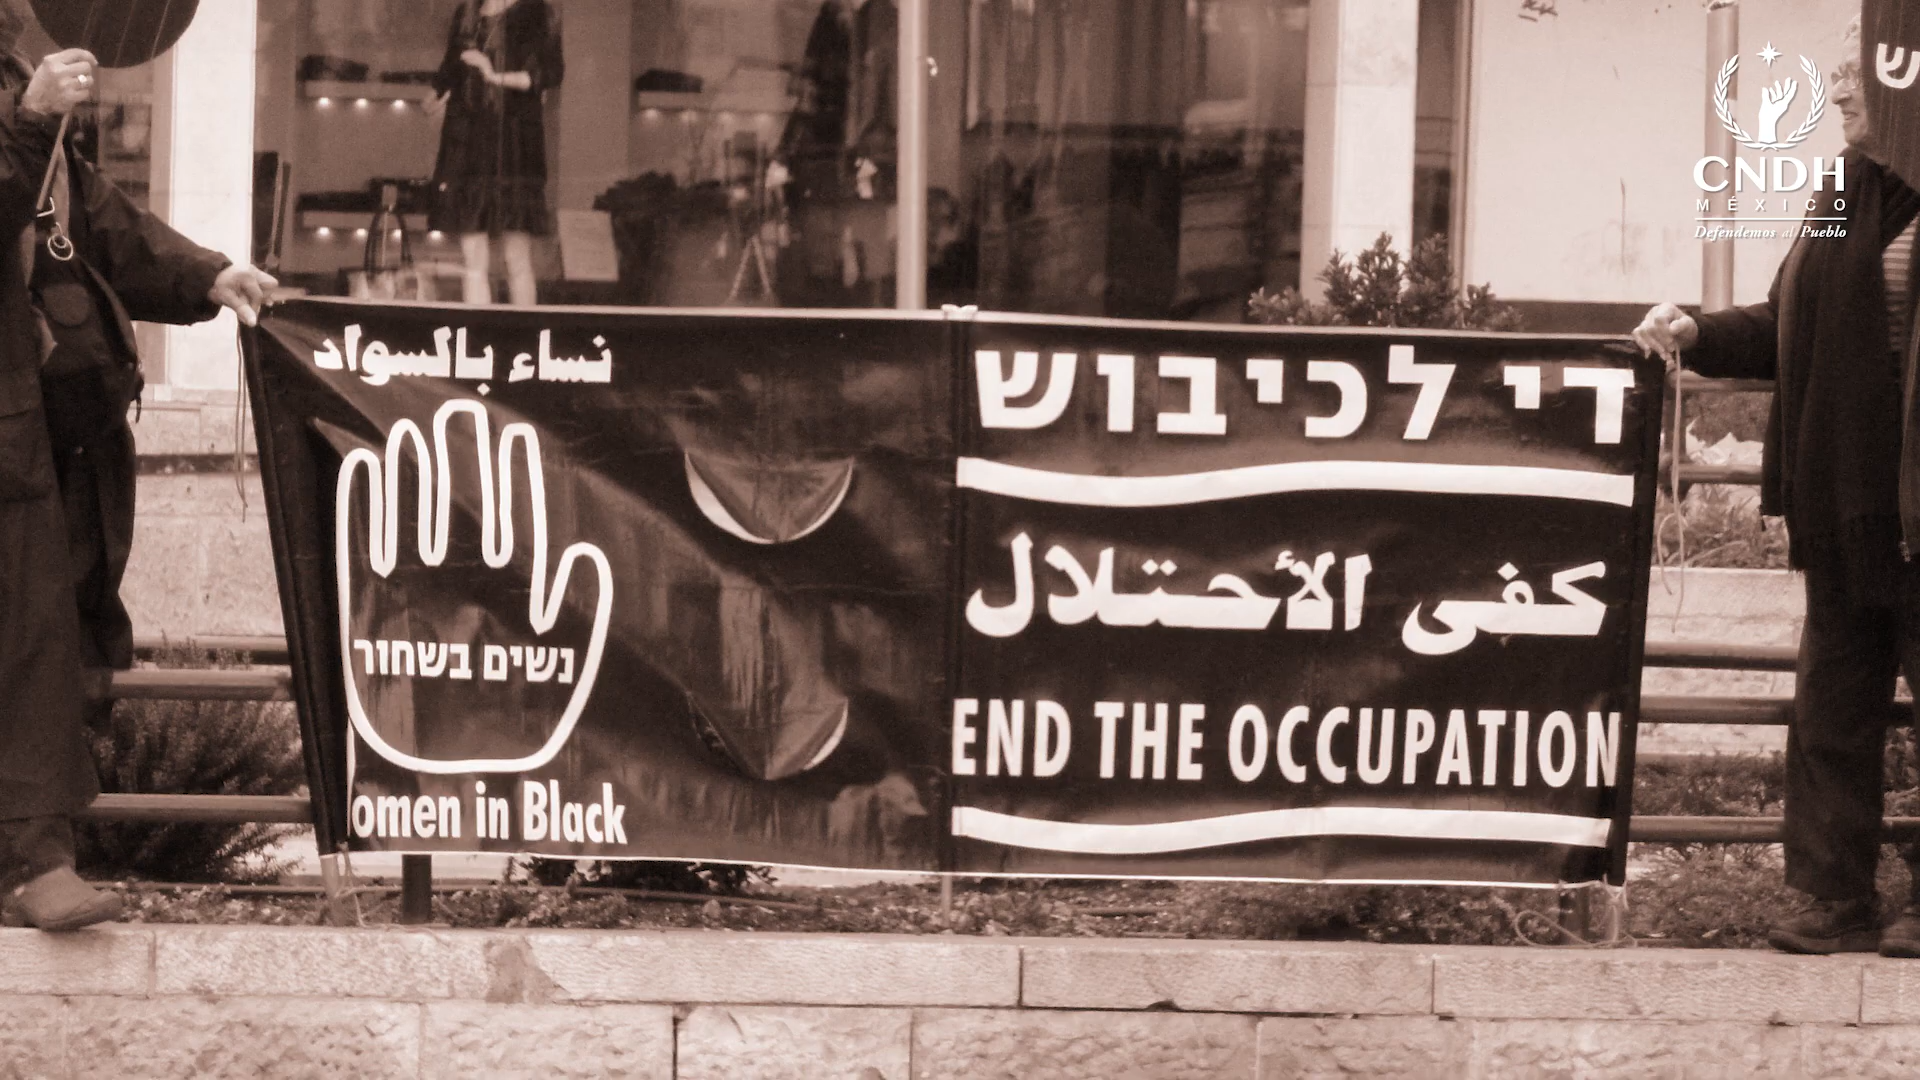 نساء بالسواد
נשים בשחור
omen in Black
די לכיבוש
كفى الأحتلال
END THE OCCUPATION
CNDH
MÉXICO
Defendemos al Pueblo
ש